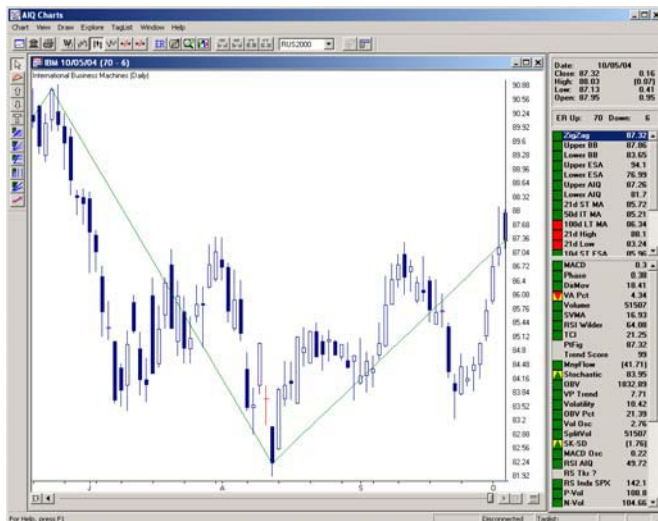 AIQ Charts
Chart View Draw Explore TagList Window Help
RUS2000
IBM 10/05/04 (70 - 6)
International Business Machines (Daily)
90.88
90.56
90.24
89.92
89.6
89.28
88.96
88.64
88.32
88
87.68
87.36
87.04
86.72
86.4
86.08
85.76
85.44
85.12
84.8
84.48
84.16
83.84
83.52
83.2
82.88
82.56
82.24
81.92
J A S O
Date: 10/05/04
Close: 87.32 0.16
High: 88.03 (0.07)
Low: 87.13 0.41
Open: 87.95 0.95
ER Up: 70 Down: 6
ZigZag 87.32
Upper BB 87.86
Lower BB 83.65
Upper ESA 94.1
Lower ESA 76.99
Upper AIQ 87.26
Lower AIQ 81.7
21d ST MA 85.72
50d IT MA 85.21
100d LT MA 86.34
21d High 88.1
21d Low 83.24
10d ST ESA 85.96
MACD 0.3
Phase 0.38
DirMov 18.41
VA Pct 4.34
Volume 51507
SVMA 16.93
RSI Wilder 64.08
TCI 21.25
PtFig 87.32
Trend Score 99
MnyFlow (41.71)
Stochastic 83.95
OBV 1832.89
VP Trend 7.71
Volatility 10.42
OBV Pct 21.39
Vol Osc 2.76
SplitVol 51507
SK-SD (1.76)
MACD Osc 0.22
RSI AIQ 49.72
RS Tkr ?
RS Indx SPX 142.1
P-Vol 100.8
N-Vol 104.66
For Help, press F1
Disconnected
Taglist: